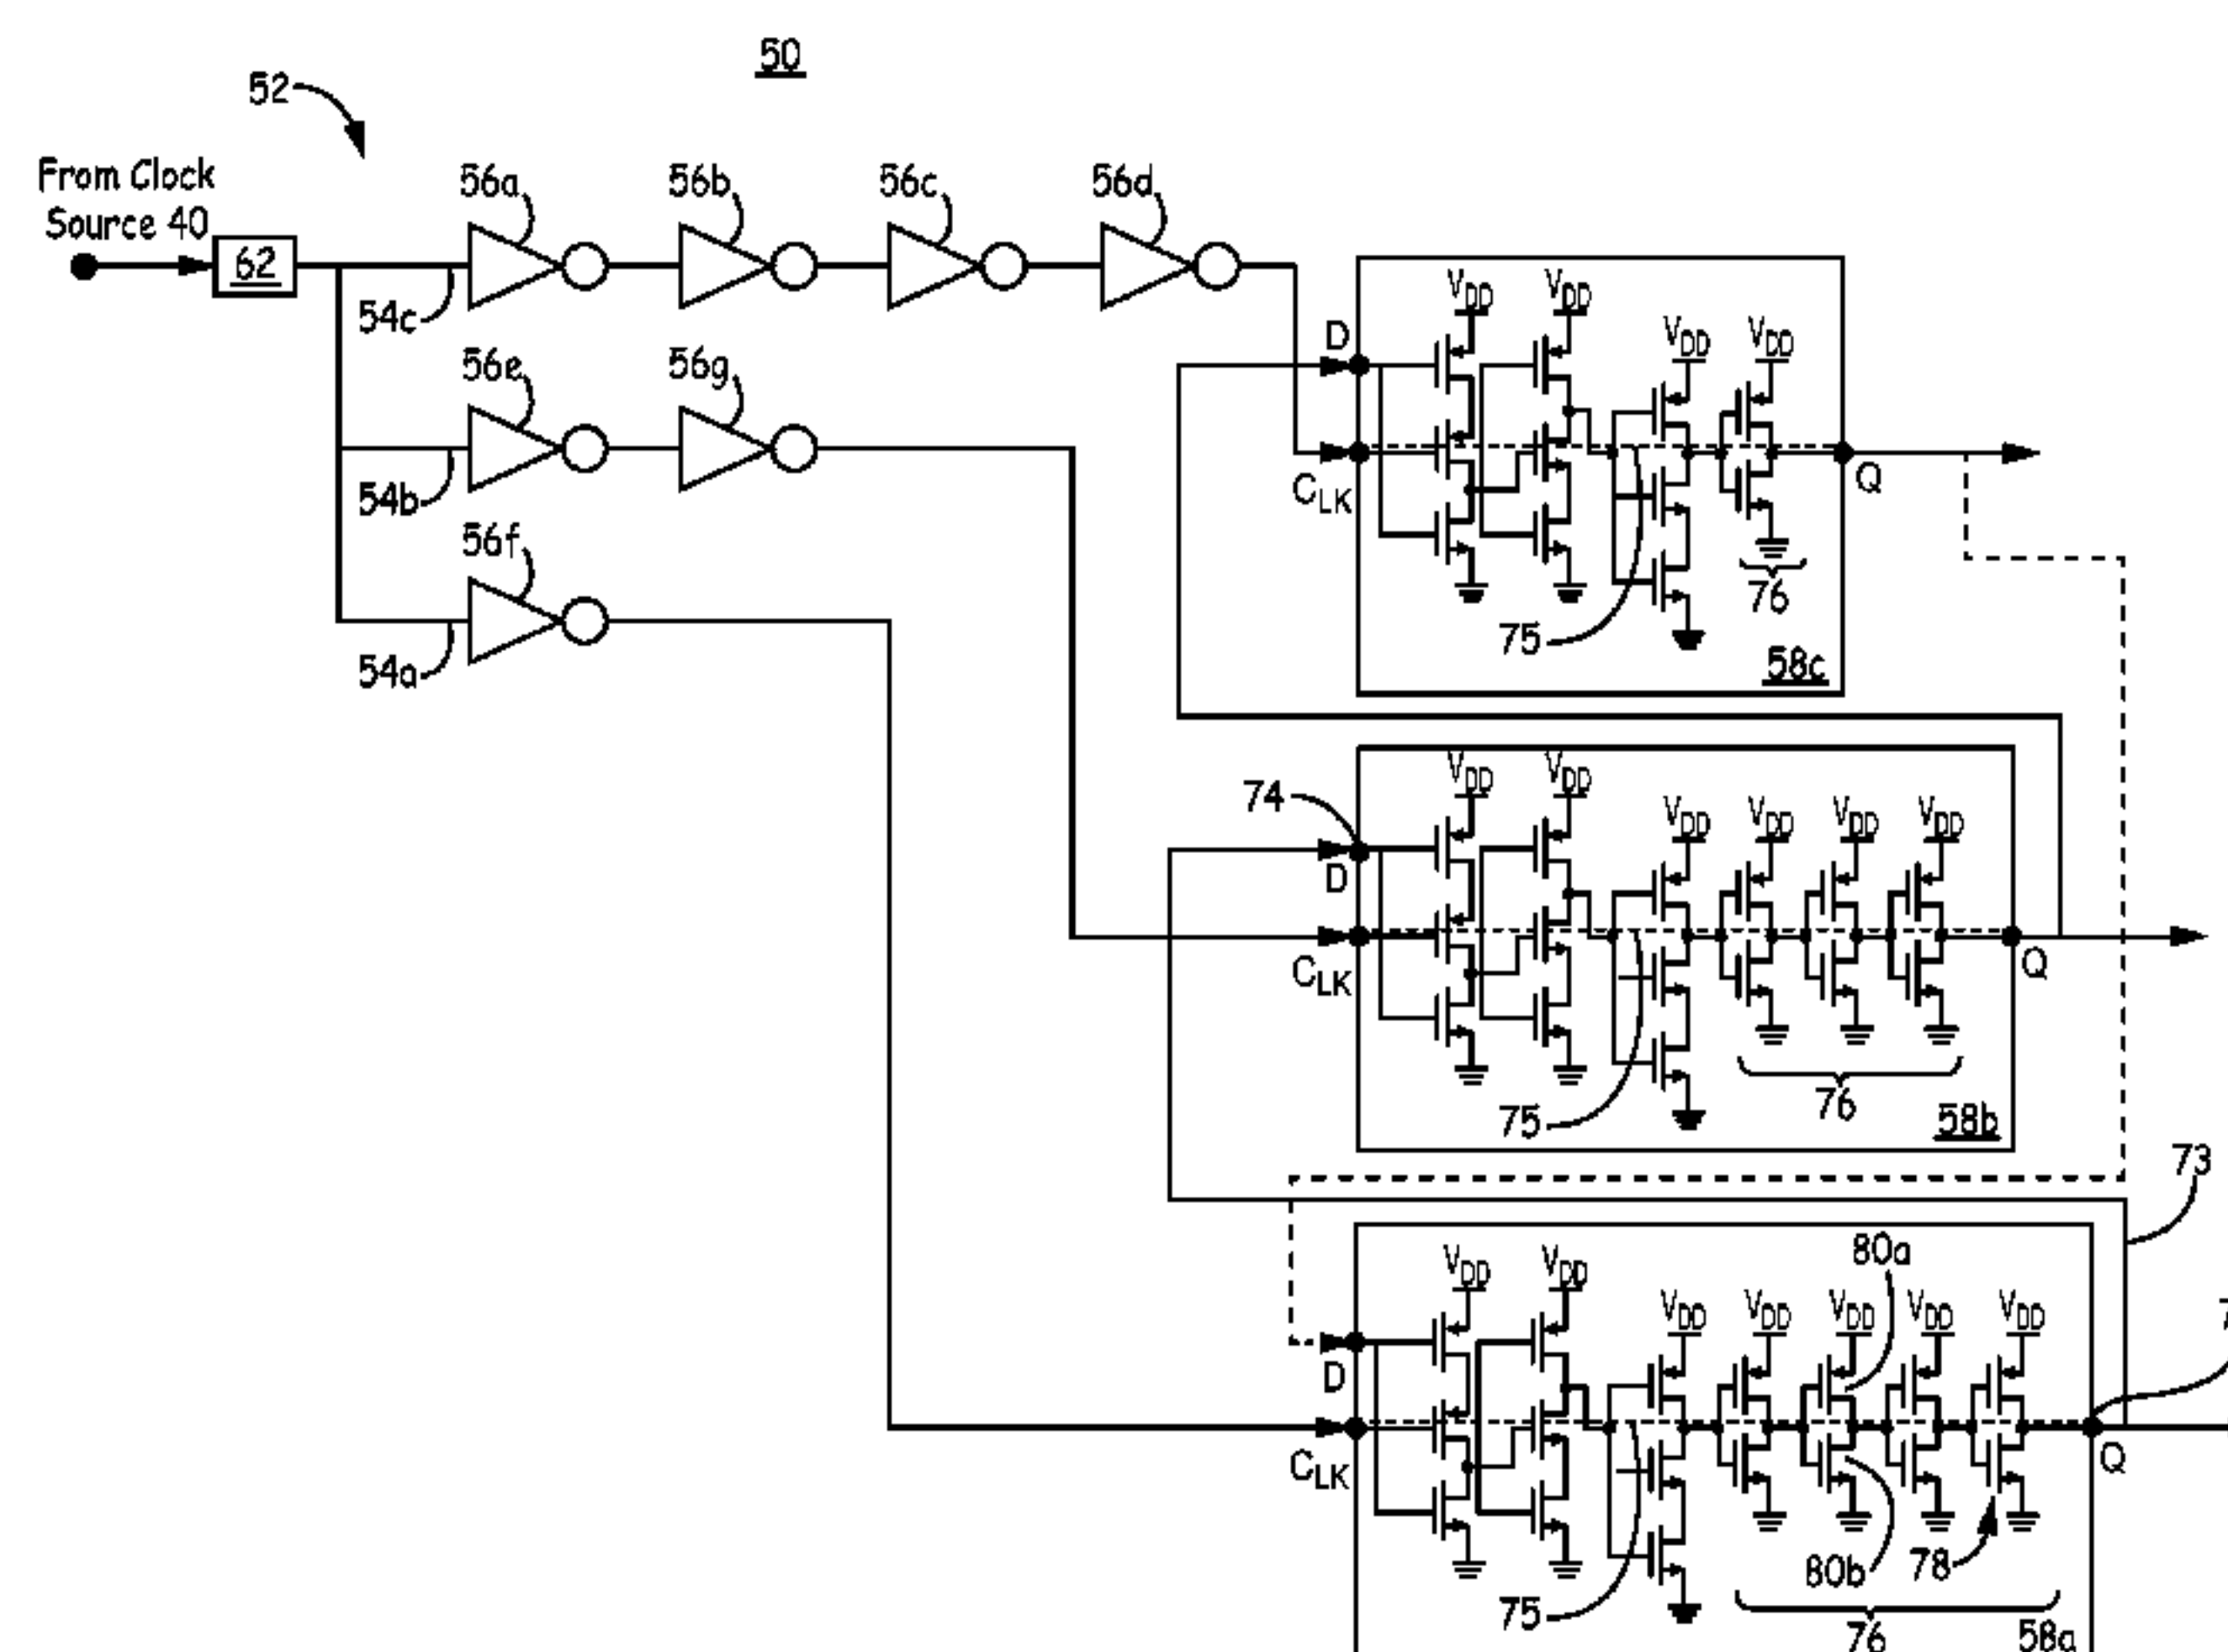 50
52
From Clock
Source 40
62
56a
56b
56c
56d
54c
56e
56g
54b
56f
54a
D
CLK
VDD
VDD
VDD
VDD
Q
75
76
58c
74
D
CLK
VDD
VDD
VDD
VDD
VDD
VDD
Q
75
76
58b
73
80a
D
CLK
VDD
VDD
VDD
VDD
VDD
VDD
VDD
Q
80b
78
75
76
58a